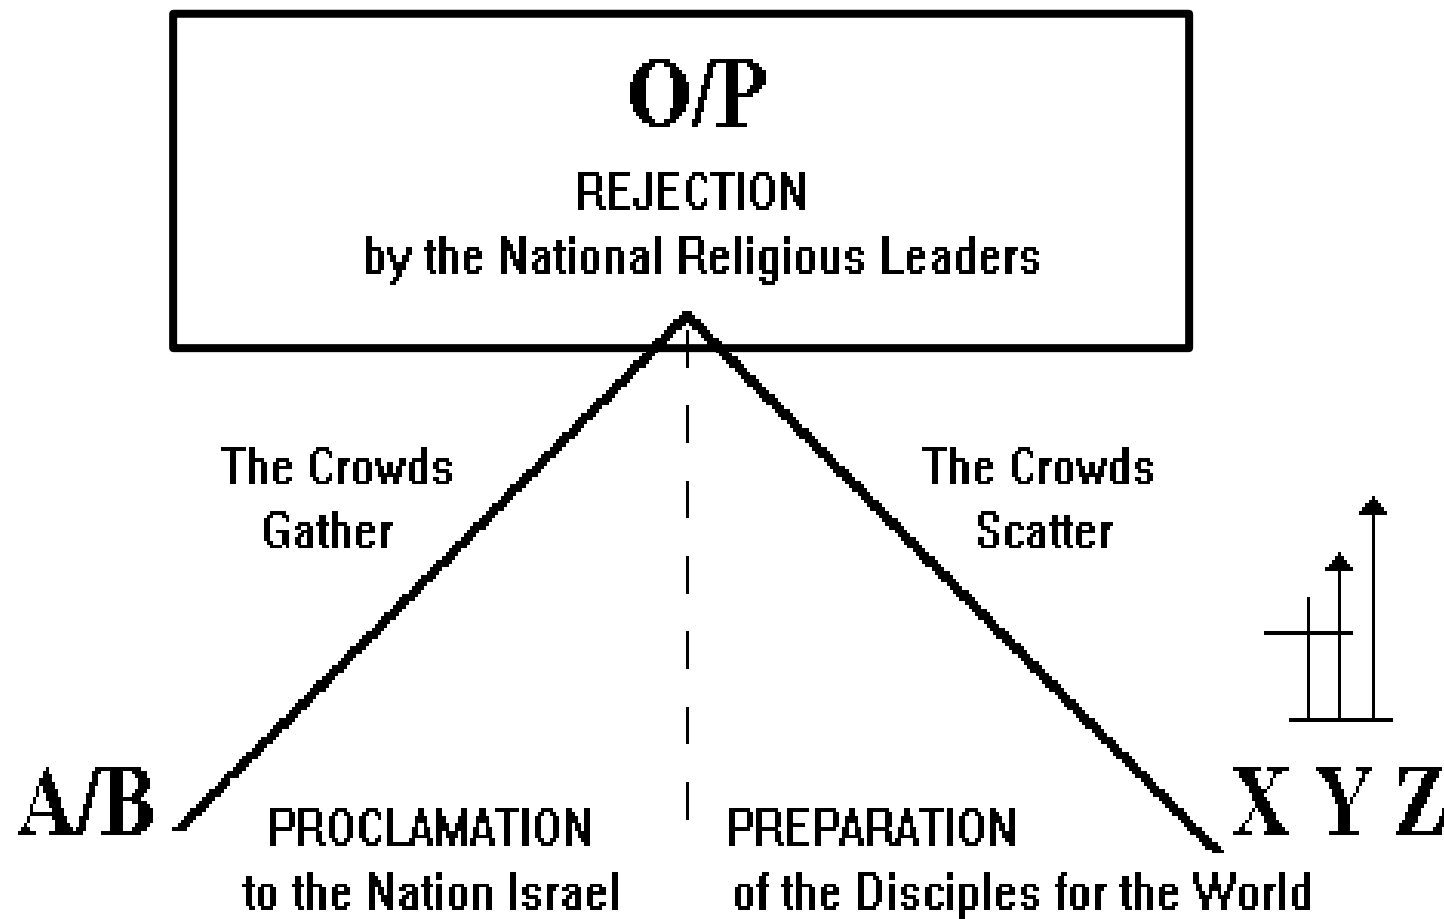 O/P
REJECTION
by the National Religious Leaders
The Crowds
Gather
The Crowds
Scatter
A/B
X Y Z
PROCLAMATION
to the Nation Israel
PREPARATION
of the Disciples for the World